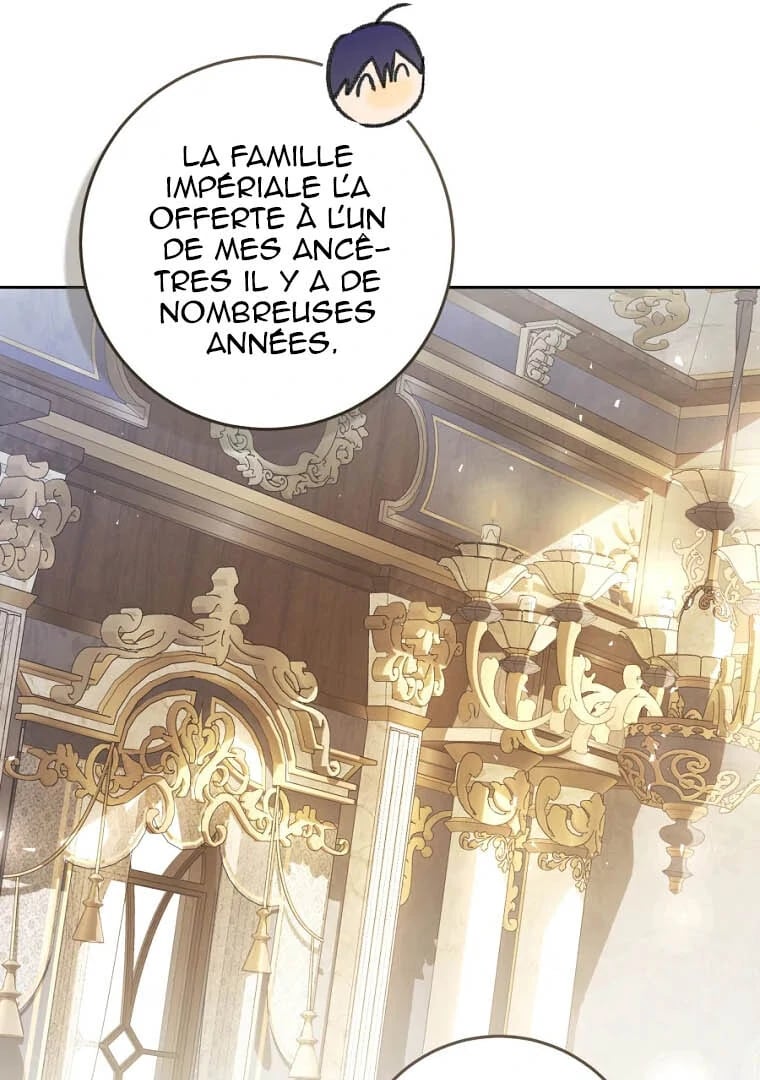 LA FAMILLE
IMPÉRIALE L'A
OFFERTE À L'UN
DE MES ANCÊ-
TRES IL Y A DE
NOMBREUSES
ANNÉES.